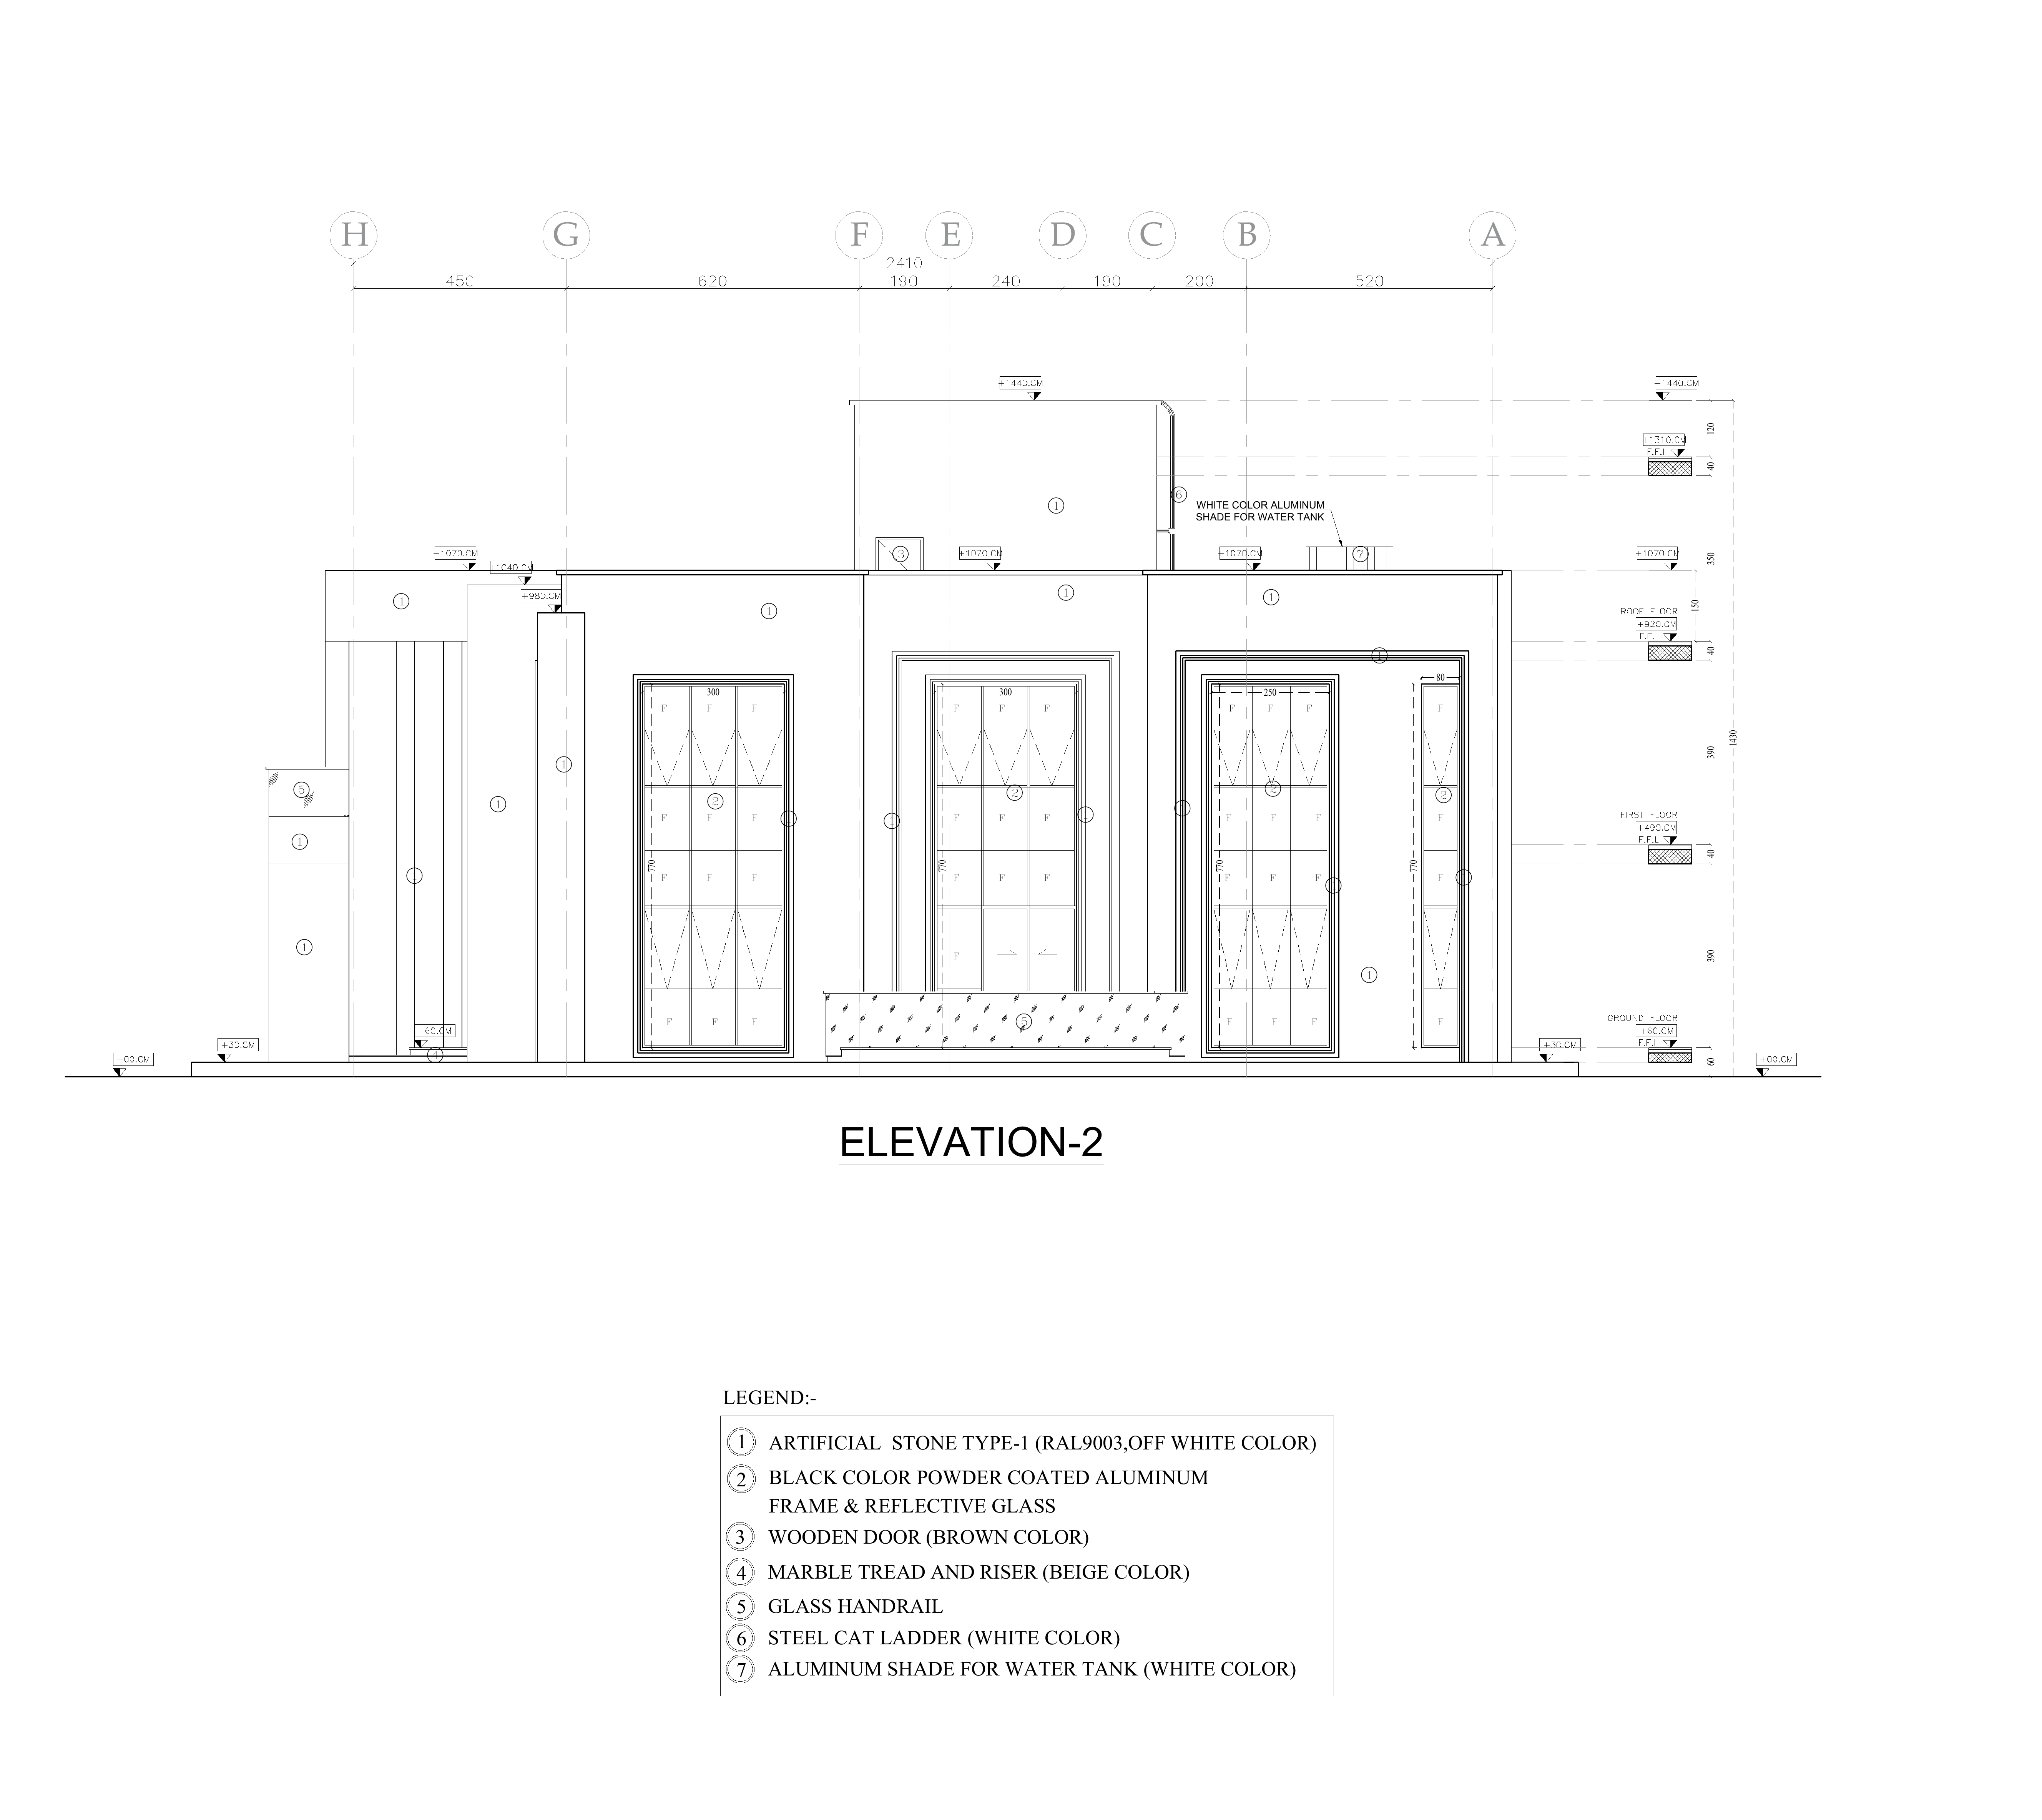 H G F E D C B A
2410
450 620 190 240 190 200 520
+1440.CM +1440.CM
120
+1310.CM
F.F.L
40
6
1
WHITE COLOR ALUMINUM
SHADE FOR WATER TANK
+1070.CM 3 +1070.CM +1070.CM 7 +1070.CM
350
+1040.CM
+980.CM
1 1 1 1
150
ROOF FLOOR
+920.CM
F.F.L
40
1
300 300 250 80
F F F F F F F F F F
390
1430
1
5 2 2 2 2
1
F F F F F F F F F F
1
FIRST FLOOR
+490.CM
F.F.L
40
770 770 770 770
F F F F F F F F F F
1
F
390
1
5
F F F F F F F
GROUND FLOOR
+60.CM +60.CM
F.F.L
+30.CM +30.CM
4
60
+00.CM +00.CM
ELEVATION-2
LEGEND:-
1 ARTIFICIAL STONE TYPE-1 (RAL9003,OFF WHITE COLOR)
2 BLACK COLOR POWDER COATED ALUMINUM
FRAME & REFLECTIVE GLASS
3 WOODEN DOOR (BROWN COLOR)
4 MARBLE TREAD AND RISER (BEIGE COLOR)
5 GLASS HANDRAIL
6 STEEL CAT LADDER (WHITE COLOR)
7 ALUMINUM SHADE FOR WATER TANK (WHITE COLOR)